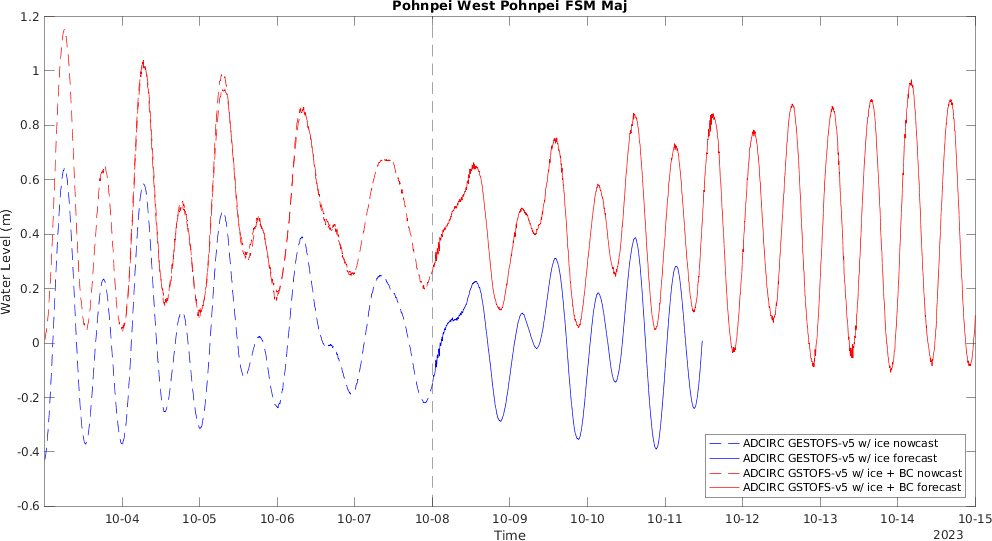 Pohnpei West Pohnpei FSM Maj
Water Level (m)
1.2
1
0.8
0.6
0.4
0.2
0
-0.2
-0.4
-0.6
10-04 10-05 10-06 10-07 10-08 10-09 10-10 10-11 10-12 10-13 10-14 10-15
Time
2023
ADCIRC GESTOFS-v5 w/ ice nowcast
ADCIRC GESTOFS-v5 w/ ice forecast
ADCIRC GSTOFS-v5 w/ ice + BC nowcast
ADCIRC GSTOFS-v5 w/ ice + BC forecast